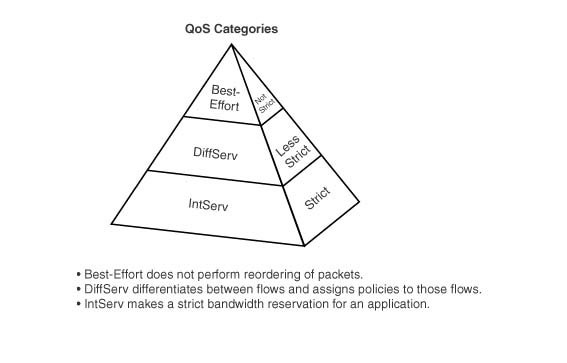 QoS Categories
Best-
Effort
Not
Strict
DiffServ
Less
Strict
IntServ
Strict
• Best-Effort does not perform reordering of packets.
• DiffServ differentiates between flows and assigns policies to those flows.
• IntServ makes a strict bandwidth reservation for an application.